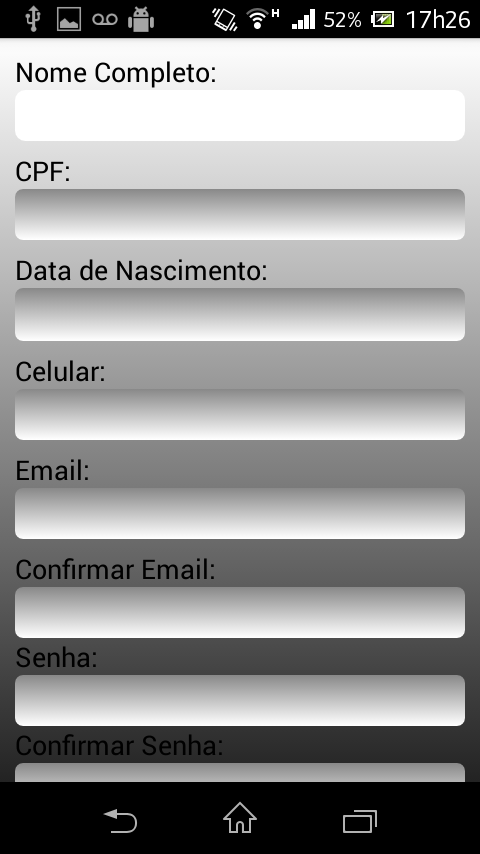 H 52% 17h26
Nome Completo:
CPF:
Data de Nascimento:
Celular:
Email:
Confirmar Email:
Senha:
Confirmar Senha: